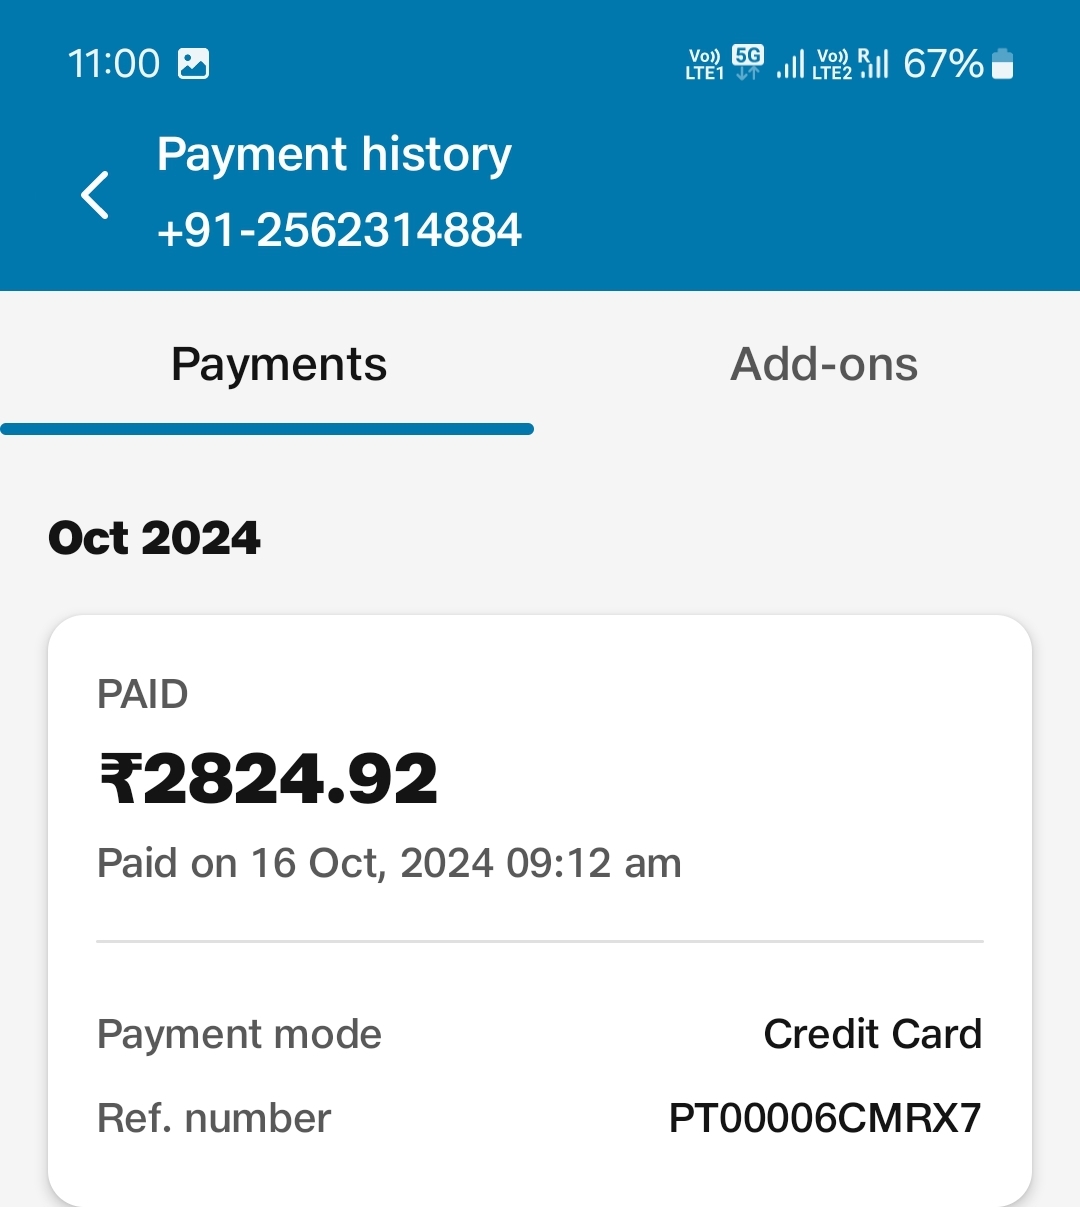 11:00 Vo)) LTE1 5G Vo)) LTE2 R 67%
Payment history
+91-2562314884
Payments Add-ons
Oct 2024
PAID
₹2824.92
Paid on 16 Oct, 2024 09:12 am
Payment mode Credit Card
Ref. number PT00006CMRX7